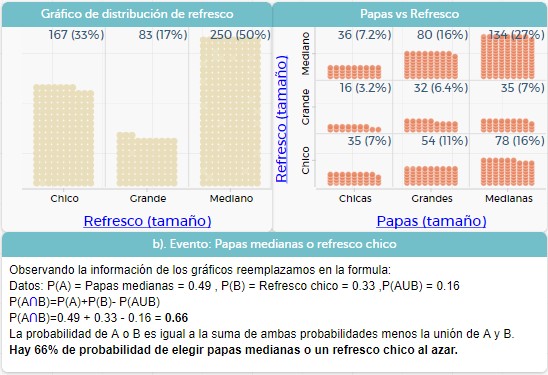 Gráfico de distribución de refresco
167 (33%)
83 (17%)
250 (50%)
Chico
Grande
Mediano
Refresco (tamaño)
Papas vs Refresco
Refresco (tamaño)
Mediano
36 (7.2%)
80 (16%)
134 (27%)
Grande
16 (3.2%)
32 (6.4%)
35 (7%)
Chico
35 (7%)
54 (11%)
78 (16%)
Chicas
Grandes
Medianas
Papas (tamaño)
b). Evento: Papas medianas o refresco chico
Observando la información de los gráficos reemplazamos en la formula:
Datos: P(A) = Papas medianas = 0.49 , P(B) = Refresco chico = 0.33 ,P(AUB) = 0.16
P(A∩B)=P(A)+P(B)- P(AUB)
P(A∩B)=0.49 + 0.33 - 0.16 = 0.66
La probabilidad de A o B es igual a la suma de ambas probabilidades menos la unión de A y B.
Hay 66% de probabilidad de elegir papas medianas o un refresco chico al azar.